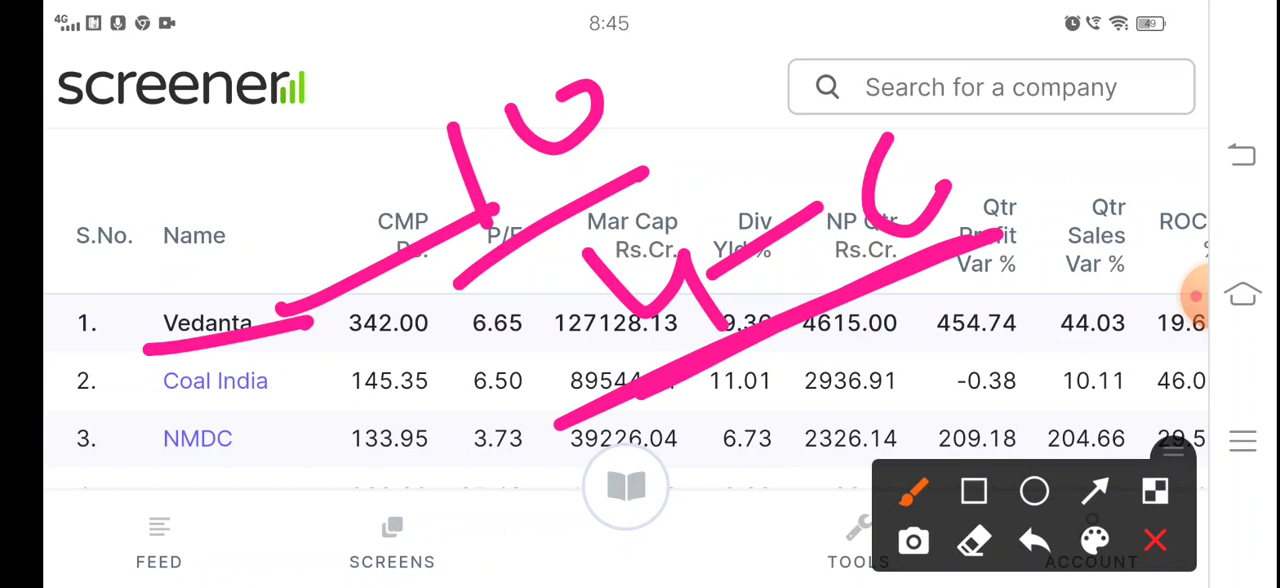 4G 8:45 49
screener Search for a company
S.No. Name CMP Rs. P/E Mar Cap Rs.Cr. Div Yld % NP Qtr Rs.Cr. Qtr Profit Var % Qtr Sales Var % ROC %
1. Vedanta 342.00 6.65 127128.13 4615.00 454.74 44.03 19.6
2. Coal India 145.35 6.50 11.01 2936.91 -0.38 10.11 46.0
3. NMDC 133.95 3.73 39226.04 6.73 2326.14 209.18 204.66 29.5
FEED SCREENS TOOLS ACCOUNT